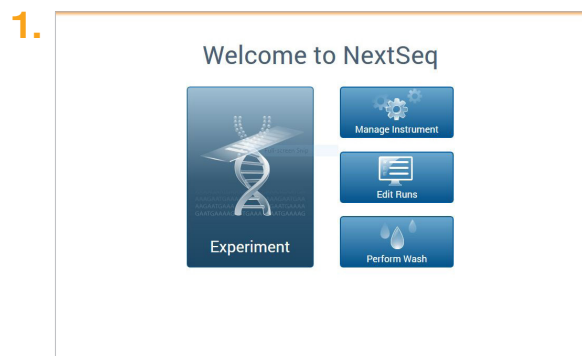 1.
Welcome to NextSeq
Manage Instrument
Edit Runs
Experiment
Perform Wash